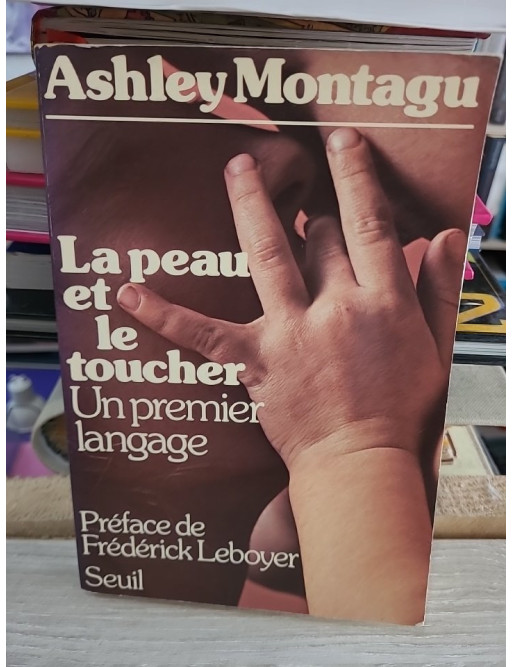 Ashley Montagu
La peau
et
le
toucher
Un premier
langage
Préface de
Frédérick Leboyer
Seuil